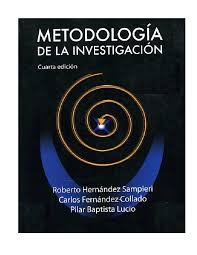 METODOLOGÍA
DE LA INVESTIGACIÓN
Cuarta edición
Roberto Hernández Sampieri
Carlos Fernández-Collado
Pilar Baptista Lucio